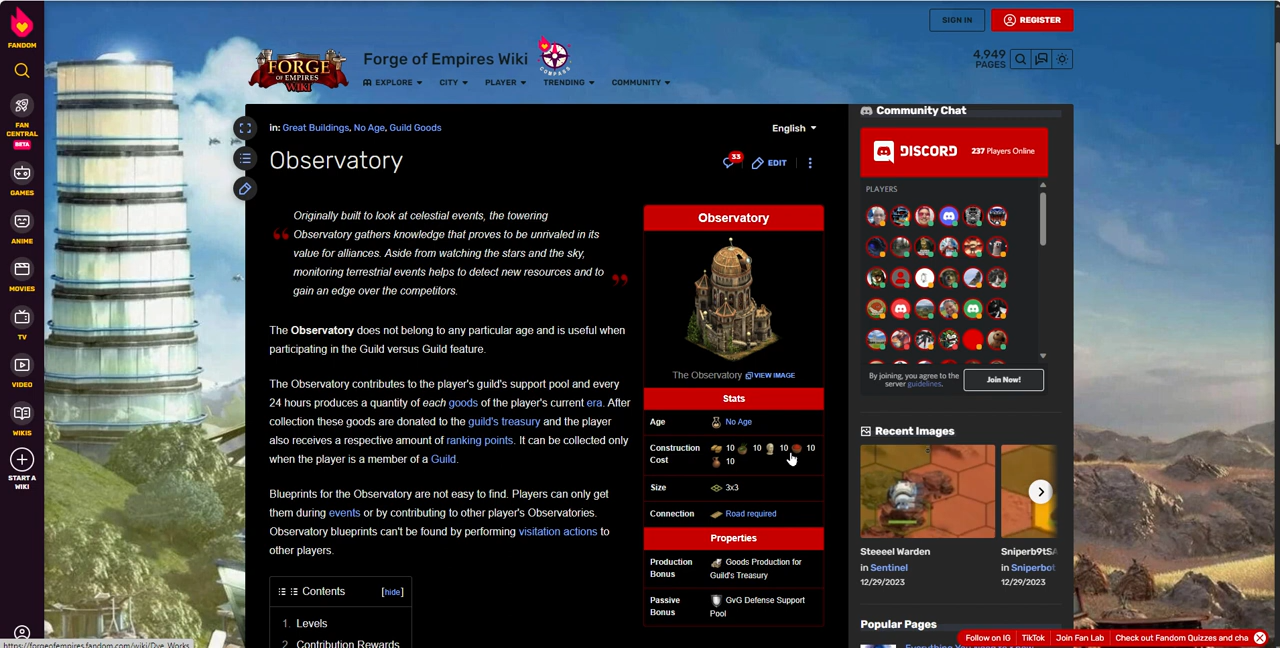 SIGN IN
REGISTER
FANDOM
FORGE
OF EMPIRES
WIKI
Forge of Empires Wiki
COMPASS
4,949
PAGES
EXPLORE
CITY
PLAYER
TRENDING
COMMUNITY
FAN
CENTRAL
BETA
GAMES
ANIME
MOVIES
TV
VIDEO
WIKIS
START A
WIKI
in: Great Buildings, No Age, Guild Goods
English
Observatory
33
EDIT
Originally built to look at celestial events, the towering
Observatory gathers knowledge that proves to be unrivaled in its
value for alliances. Aside from watching the stars and the sky,
monitoring terrestrial events helps to detect new resources and to
gain an edge over the competitors.
The Observatory does not belong to any particular age and is useful when
participating in the Guild versus Guild feature.
The Observatory contributes to the player's guild's support pool and every
24 hours produces a quantity of each goods of the player's current era. After
collection these goods are donated to the guild's treasury and the player
also receives a respective amount of ranking points. It can be collected only
when the player is a member of a Guild.
Blueprints for the Observatory are not easy to find. Players can only get
them during events or by contributing to other player's Observatories.
Observatory blueprints can't be found by performing visitation actions to
other players.
Contents [hide]
1. Levels
2. Contribution Rewards
Observatory
The Observatory VIEW IMAGE
Stats
Age No Age
Construction Cost 10 10 10 10
10
Size 3x3
Connection Road required
Properties
Production Bonus Goods Production for
Guild's Treasury
Passive Bonus GvG Defense Support
Pool
Community Chat
DISCORD 237 Players Online
PLAYERS
By joining, you agree to the
server guidelines.
Join Now!
Recent Images
Steeeel Warden
in Sentinel
12/29/2023
Sniperb9tSA
in Sniperbot
12/29/2023
Popular Pages
Follow on IG
TikTok
Join Fan Lab
Check out Fandom Quizzes and cha
https://forgeofempires.fandom.com/wiki/Dye_Works